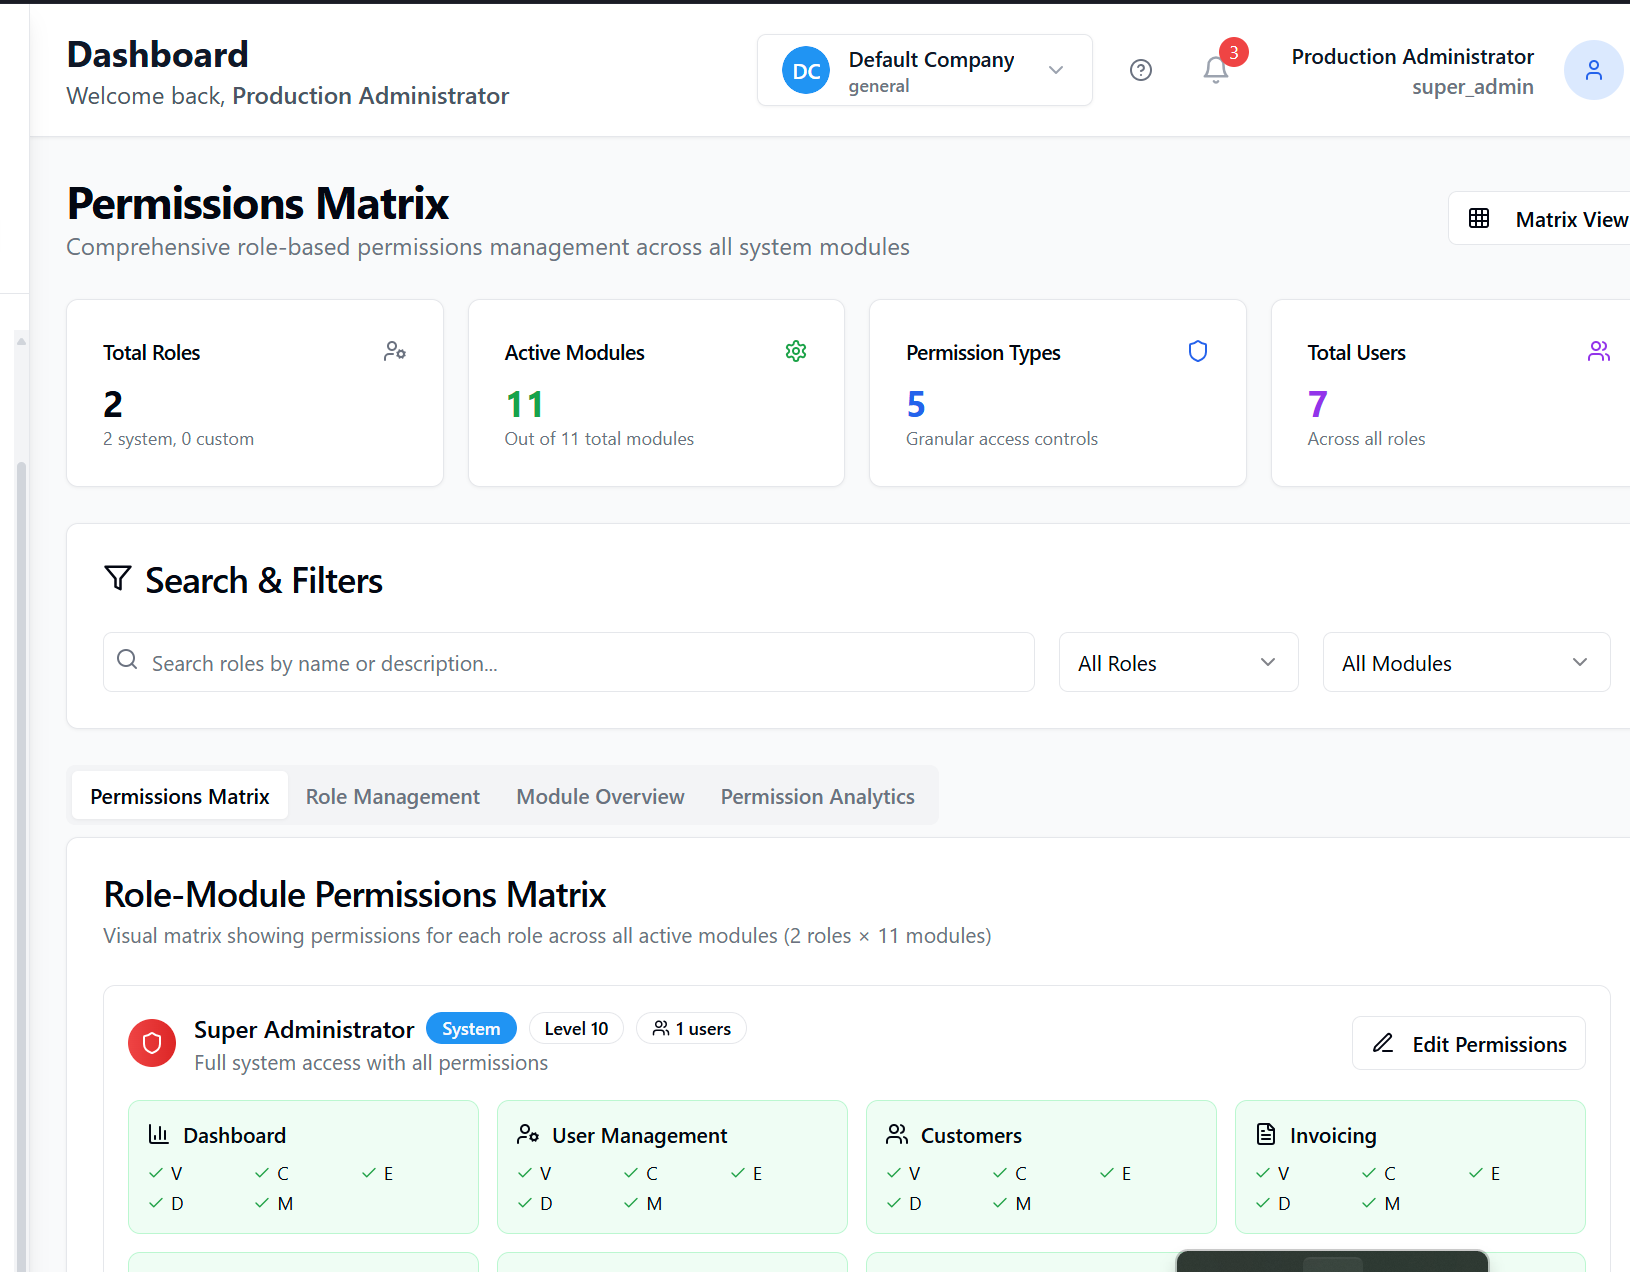 Dashboard
Welcome back, Production Administrator
DC
Default Company
general
3
Production Administrator
super_admin
Permissions Matrix
Comprehensive role-based permissions management across all system modules
Matrix View
Total Roles
2
2 system, 0 custom
Active Modules
11
Out of 11 total modules
Permission Types
5
Granular access controls
Total Users
7
Across all roles
Search & Filters
Search roles by name or description...
All Roles
All Modules
Permissions Matrix
Role Management
Module Overview
Permission Analytics
Role-Module Permissions Matrix
Visual matrix showing permissions for each role across all active modules (2 roles × 11 modules)
Super Administrator
System
Level 10
1 users
Full system access with all permissions
Edit Permissions
Dashboard
V C E
D M
User Management
V C E
D M
Customers
V C E
D M
Invoicing
V C E
D M